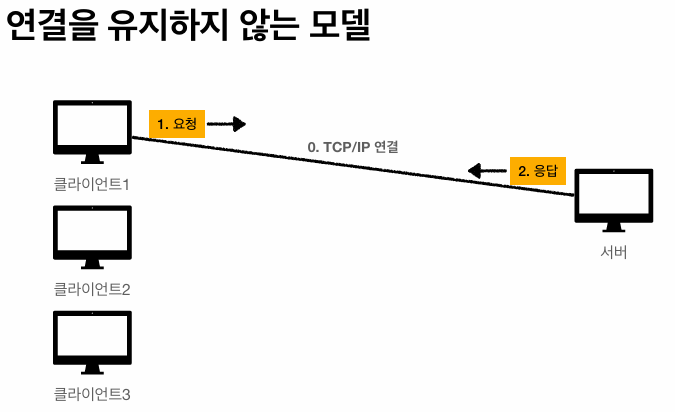 연결을 유지하지 않는 모델
1. 요청
0. TCP/IP 연결
2. 응답
클라이언트1
서버
클라이언트2
클라이언트3